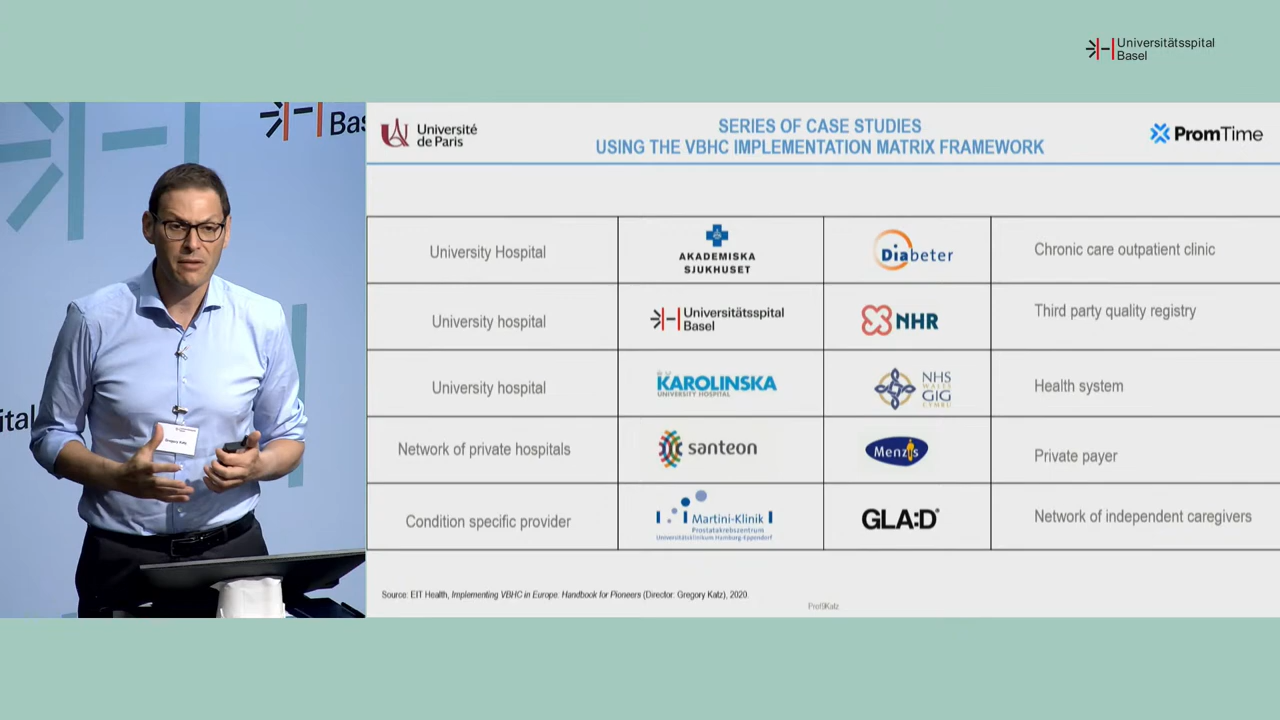 Universitätsspital
Basel
Bas
ital
Gregory Katz
Université
de Paris
SERIES OF CASE STUDIES
USING THE VBHC IMPLEMENTATION MATRIX FRAMEWORK
PromTime
University Hospital
AKADEMISKA
SJUKHUSET
Diabeter
Chronic care outpatient clinic
University hospital
Universitätsspital
Basel
NHR
Third party quality registry
University hospital
KAROLINSKA
UNIVERSITY HOSPITAL
NHS
WALES
GIG
CYMRU
Health system
Network of private hospitals
santeon
Menzis
Private payer
Condition specific provider
Martini-Klinik
Prostatakrebszentrum
Universitätsklinikum Hamburg-Eppendorf
GLA:D®
Network of independent caregivers
Source: EIT Health, Implementing VBHC in Europe. Handbook for Pioneers (Director: Gregory Katz), 2020.